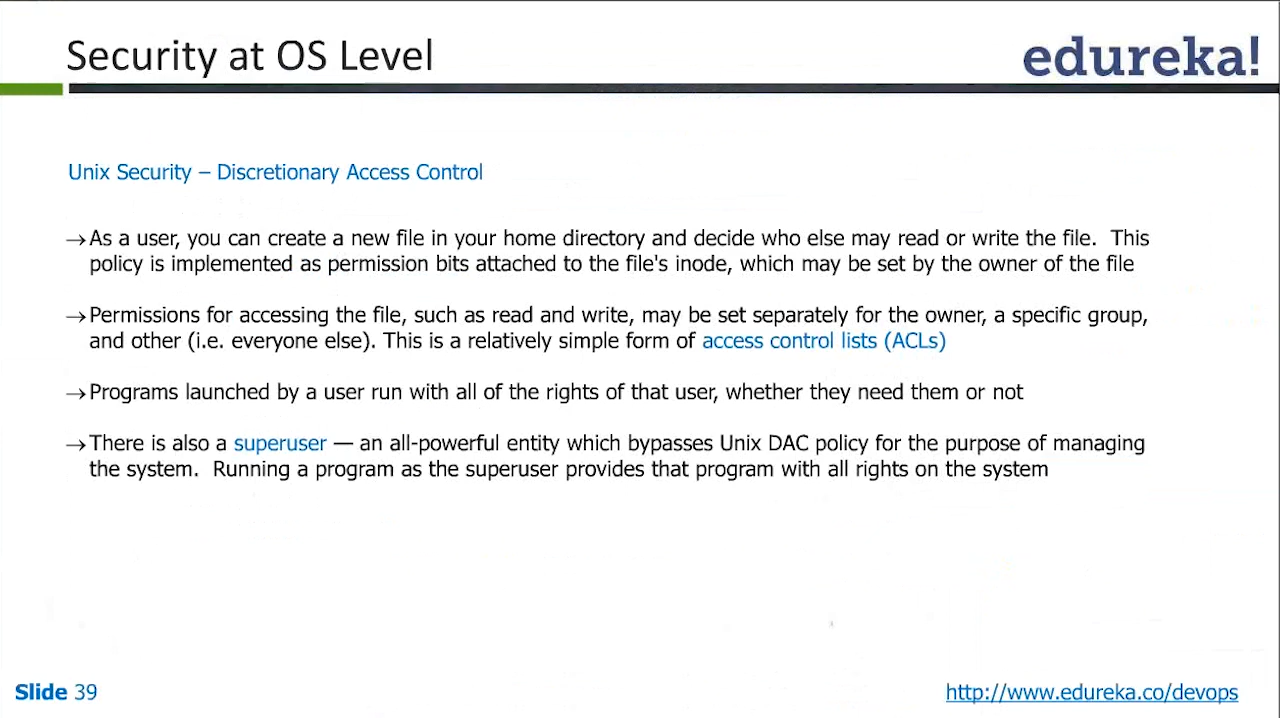 Security at OS Level
edureka!
Unix Security – Discretionary Access Control
→As a user, you can create a new file in your home directory and decide who else may read or write the file.  This
policy is implemented as permission bits attached to the file's inode, which may be set by the owner of the file
→Permissions for accessing the file, such as read and write, may be set separately for the owner, a specific group,
and other (i.e. everyone else). This is a relatively simple form of access control lists (ACLs)
→Programs launched by a user run with all of the rights of that user, whether they need them or not
→There is also a superuser — an all-powerful entity which bypasses Unix DAC policy for the purpose of managing
the system.  Running a program as the superuser provides that program with all rights on the system
Slide 39
http://www.edureka.co/devops